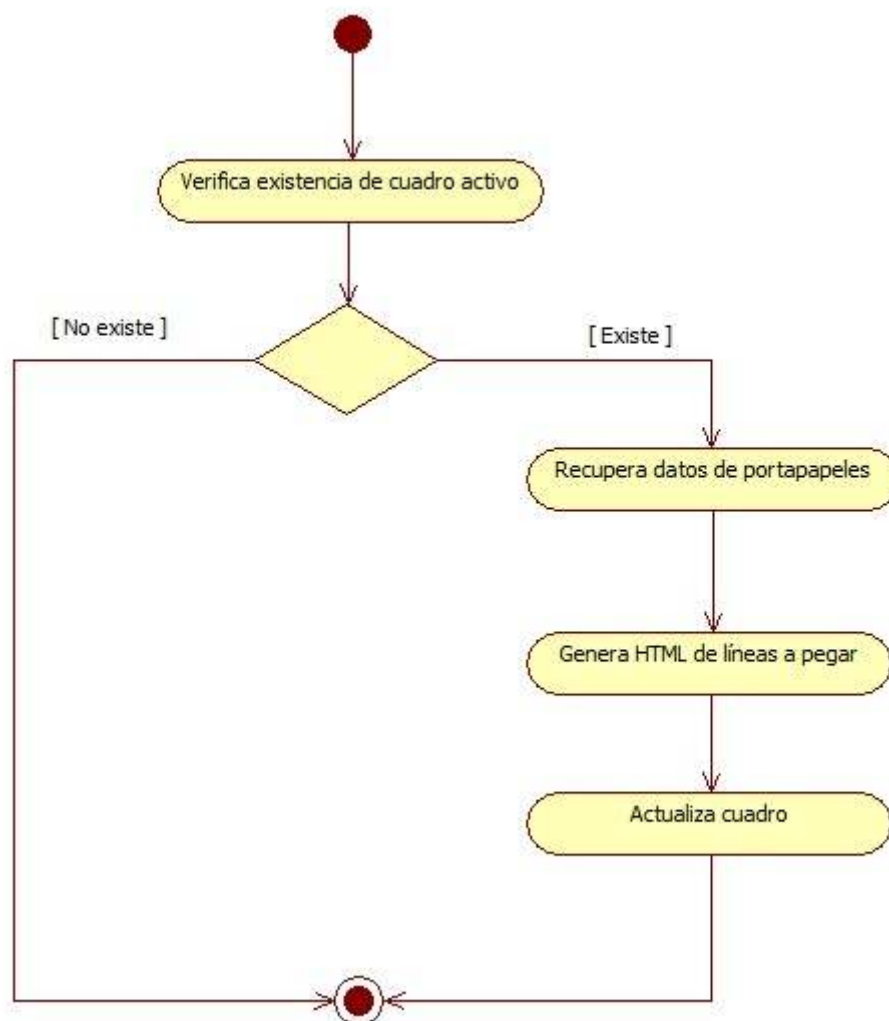 Verifica existencia de cuadro activo
[ No existe ]
[ Existe ]
Recupera datos de portapapeles
Genera HTML de líneas a pegar
Actualiza cuadro